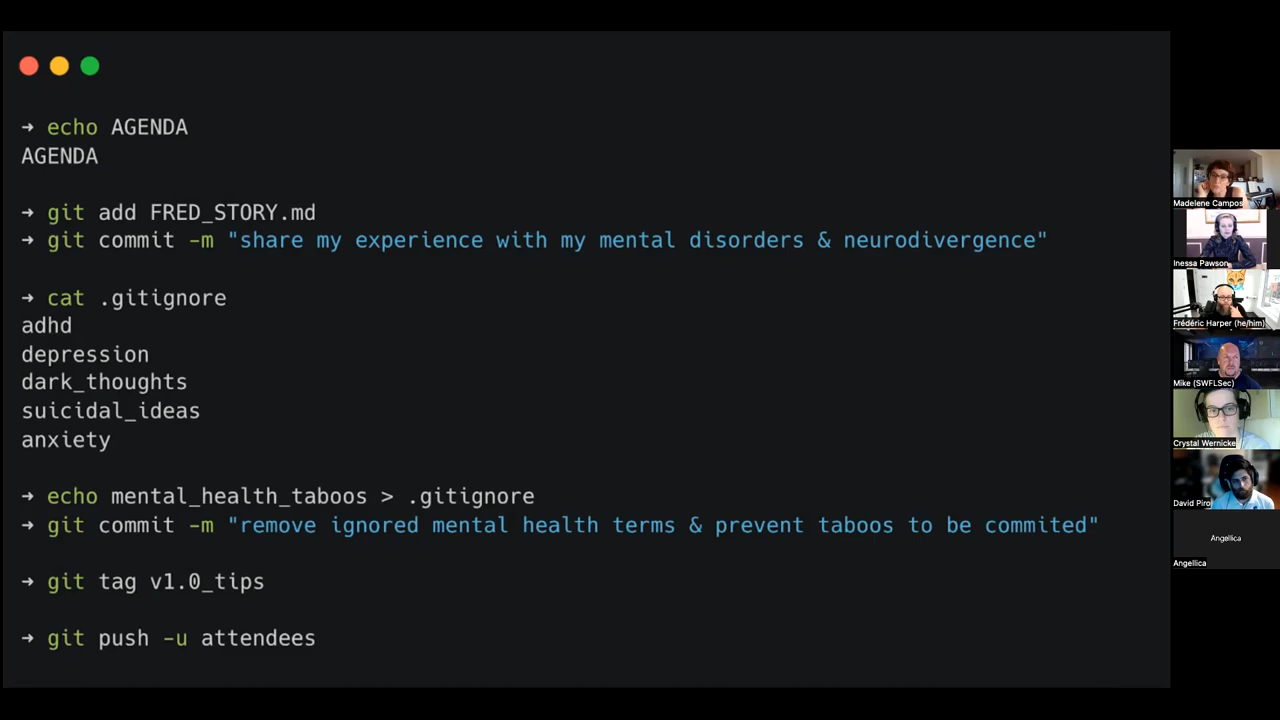 → echo AGENDA
AGENDA
→ git add FRED_STORY.md
→ git commit -m "share my experience with my mental disorders & neurodivergence"
→ cat .gitignore
adhd
depression
dark_thoughts
suicidal_ideas
anxiety
→ echo mental_health_taboos > .gitignore
→ git commit -m "remove ignored mental health terms & prevent taboos to be commited"
→ git tag v1.0_tips
→ git push -u attendees
Madelene Campos
Inessa Pawson
Frédéric Harper (he/him)
Mike (SWFLSec)
Crystal Wernicke
David Piro
Angellica
Angellica